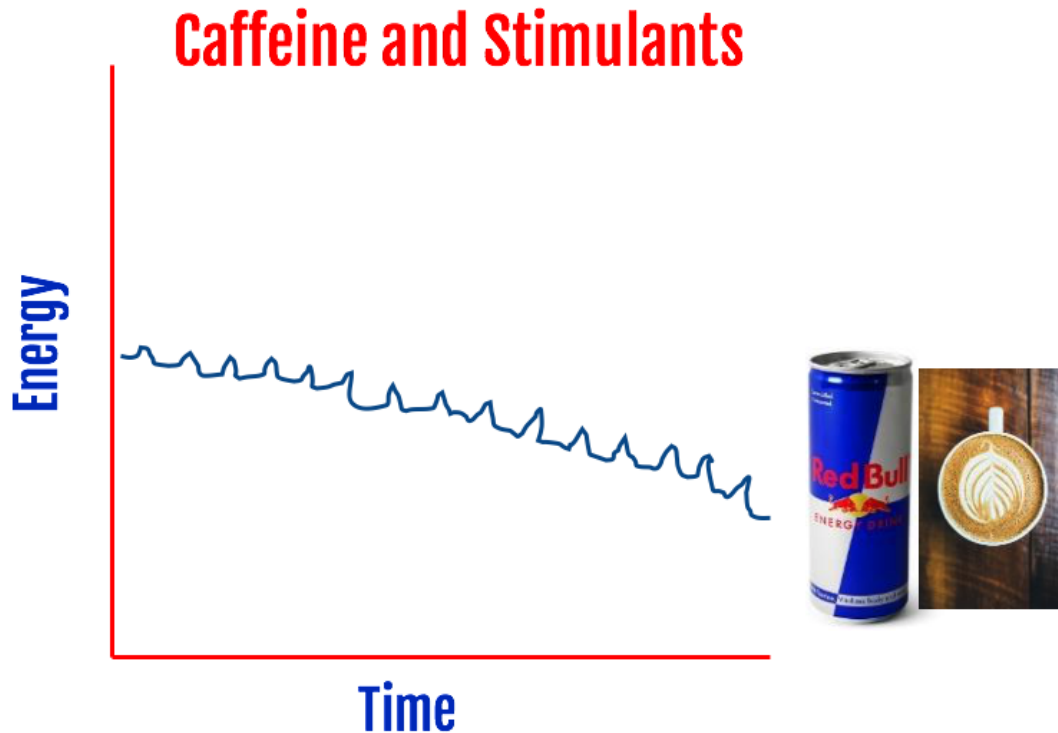 Caffeine and Stimulants
Energy
Time
Red Bull
ENERGY DRINK